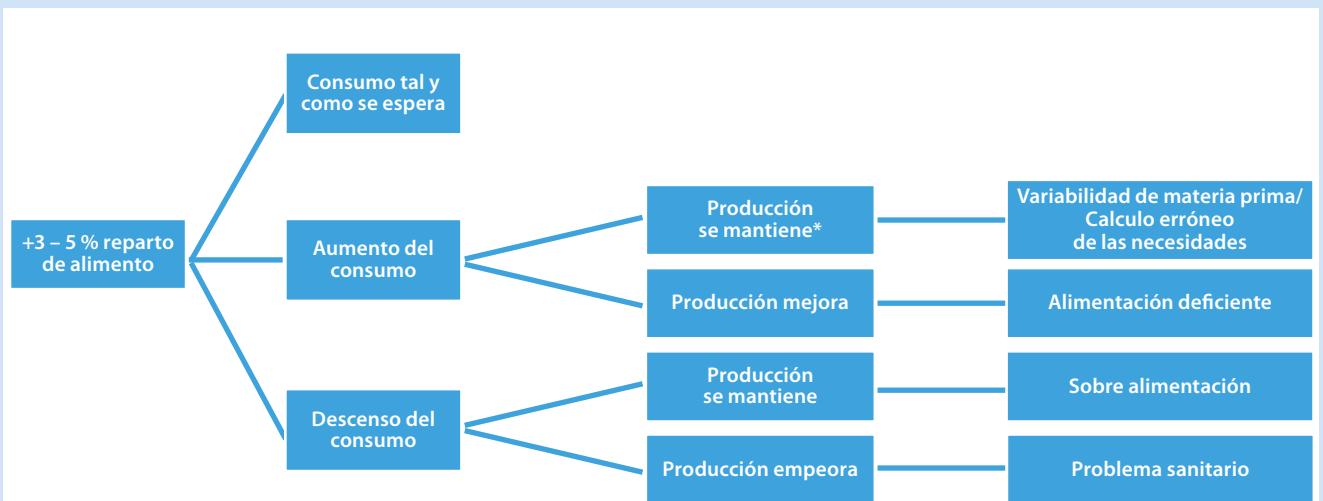 Consumo tal y
como se espera
+3 – 5 % reparto
de alimento
Aumento del
consumo
Producción
se mantiene*
Variabilidad de materia prima/
Calculo erróneo
de las necesidades
Producción mejora
Alimentación deficiente
Descenso del
consumo
Producción
se mantiene
Sobre alimentación
Producción empeora
Problema sanitario